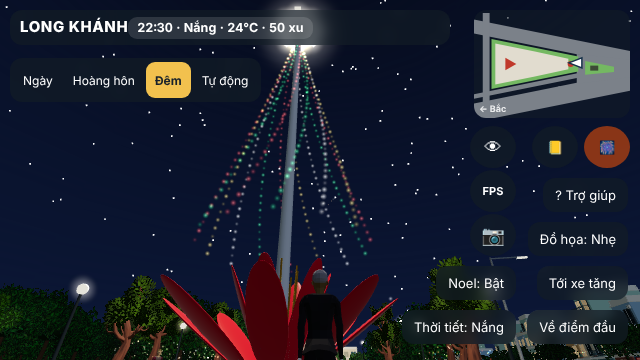 LONG KHÁNH 22:30 · Nắng · 24°C · 50 xu
Ngày Hoàng hôn Đêm Tự động
← Bắc
FPS
? Trợ giúp
Đồ họa: Nhẹ
Noel: Bật
Tới xe tăng
Thời tiết: Nắng
Về điểm đầu